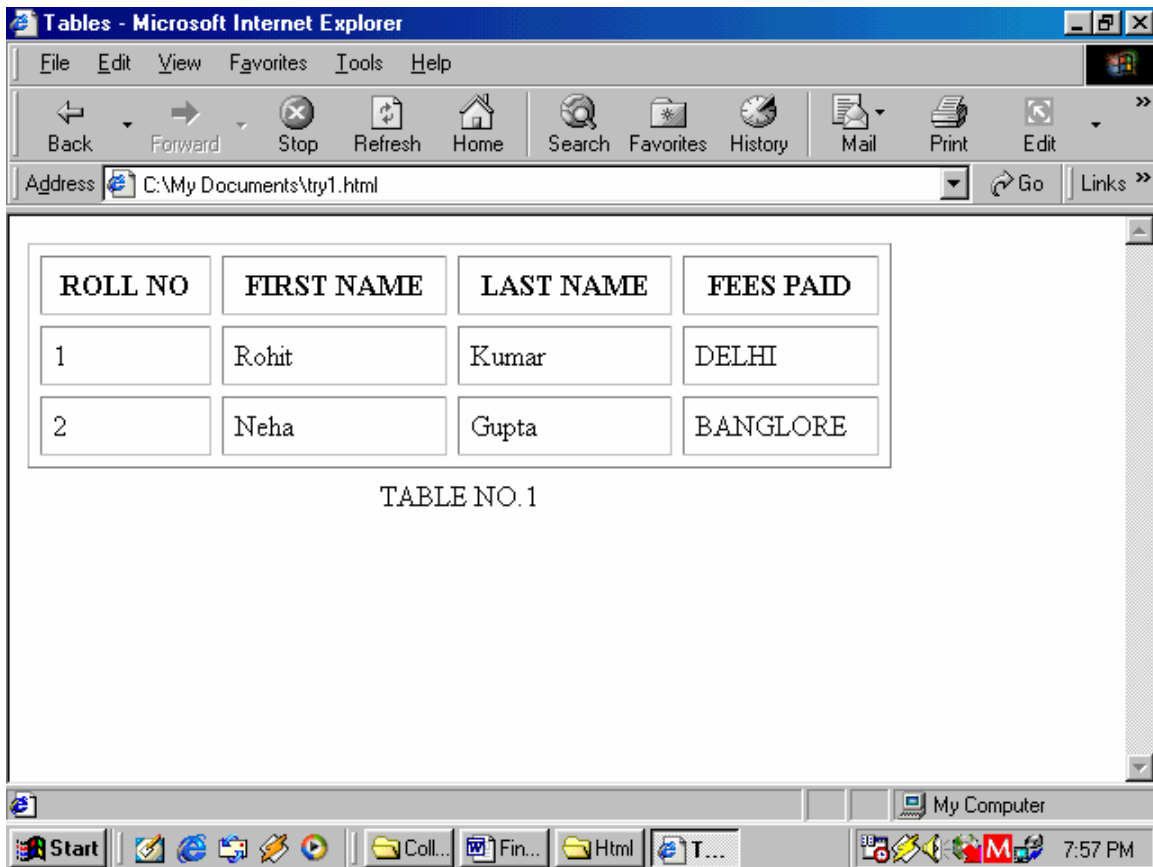 Tables - Microsoft Internet Explorer
File Edit View Favorites Tools Help
Back Forward Stop Refresh Home Search Favorites History Mail Print Edit »
Address C:\My Documents\try1.html Go Links »
ROLL NO FIRST NAME LAST NAME FEES PAID
1 Rohit Kumar DELHI
2 Neha Gupta BANGLORE
TABLE NO.1
My Computer
Start Coll... Fin... Html T... M 7:57 PM